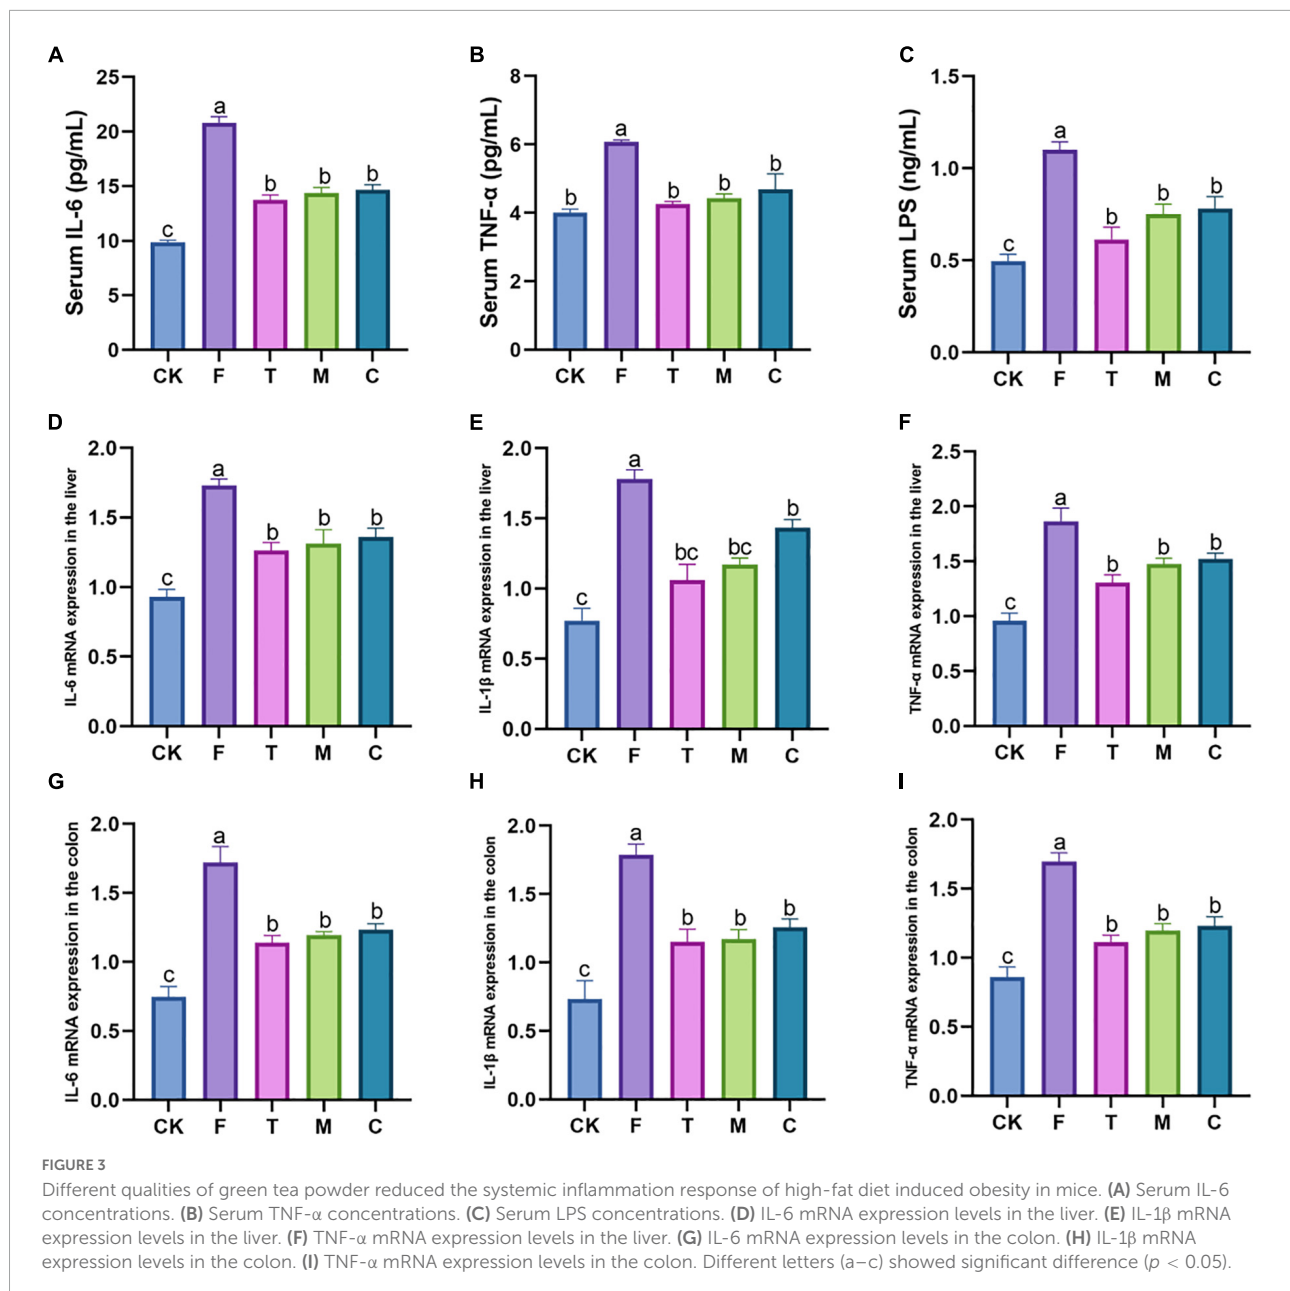 A
Serum IL-6 (pg/mL)
25
20
15
10
5
0
c
a
b
b
b
CK F T M C
B
Serum TNF-α (pg/mL)
8
6
4
2
0
b
a
b
b
b
CK F T M C
C
Serum LPS (ng/mL)
1.5
1.0
0.5
0.0
c
a
b
b
b
CK F T M C
D
IL-6 mRNA expression in the liver
2.0
1.5
1.0
0.5
0.0
c
a
b
b
b
CK F T M C
E
IL-1β mRNA expression in the liver
2.0
1.5
1.0
0.5
0.0
c
a
bc
bc
b
CK F T M C
F
TNF-α mRNA expression in the liver
2.5
2.0
1.5
1.0
0.5
0.0
c
a
b
b
b
CK F T M C
G
IL-6 mRNA expression in the colon
2.0
1.5
1.0
0.5
0.0
c
a
b
b
b
CK F T M C
H
IL-1β mRNA expression in the colon
2.0
1.5
1.0
0.5
0.0
c
a
b
b
b
CK F T M C
I
TNF-α mRNA expression in the colon
2.0
1.5
1.0
0.5
0.0
c
a
b
b
b
CK F T M C
FIGURE 3
Different qualities of green tea powder reduced the systemic inflammation response of high-fat diet induced obesity in mice. (A) Serum IL-6
concentrations. (B) Serum TNF-α concentrations. (C) Serum LPS concentrations. (D) IL-6 mRNA expression levels in the liver. (E) IL-1β mRNA
expression levels in the liver. (F) TNF-α mRNA expression levels in the liver. (G) IL-6 mRNA expression levels in the colon. (H) IL-1β mRNA
expression levels in the colon. (I) TNF-α mRNA expression levels in the colon. Different letters (a–c) showed significant difference (p < 0.05).